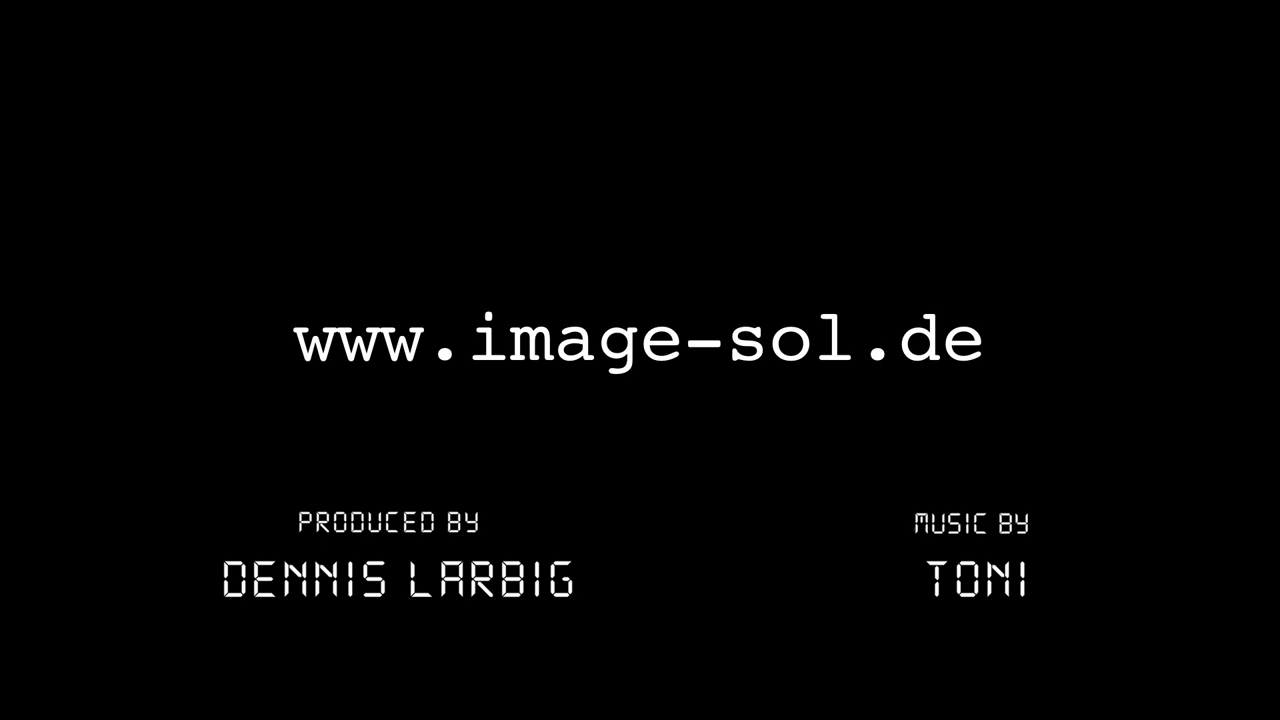 www.image-sol.de
PRODUCED BY
DENNIS LARBIG
MUSIC BY
TONI